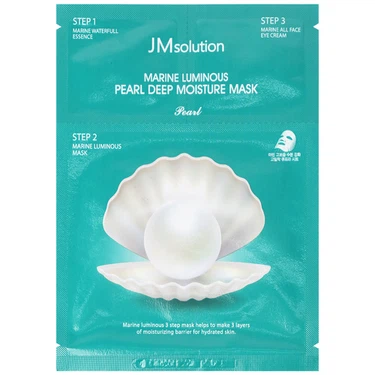 STEP 1
MARINE WATERFULL
ESSENCE
STEP 3
MARINE ALL FACE
EYE CREAM
JMsolution
MARINE LUMINOUS
PEARL DEEP MOISTURE MASK
Pearl
STEP 2
MARINE LUMINOUS
MASK
Marine luminous 3 step mask helps to make 3 layers
of moisturizing barrier for hydrated skin.